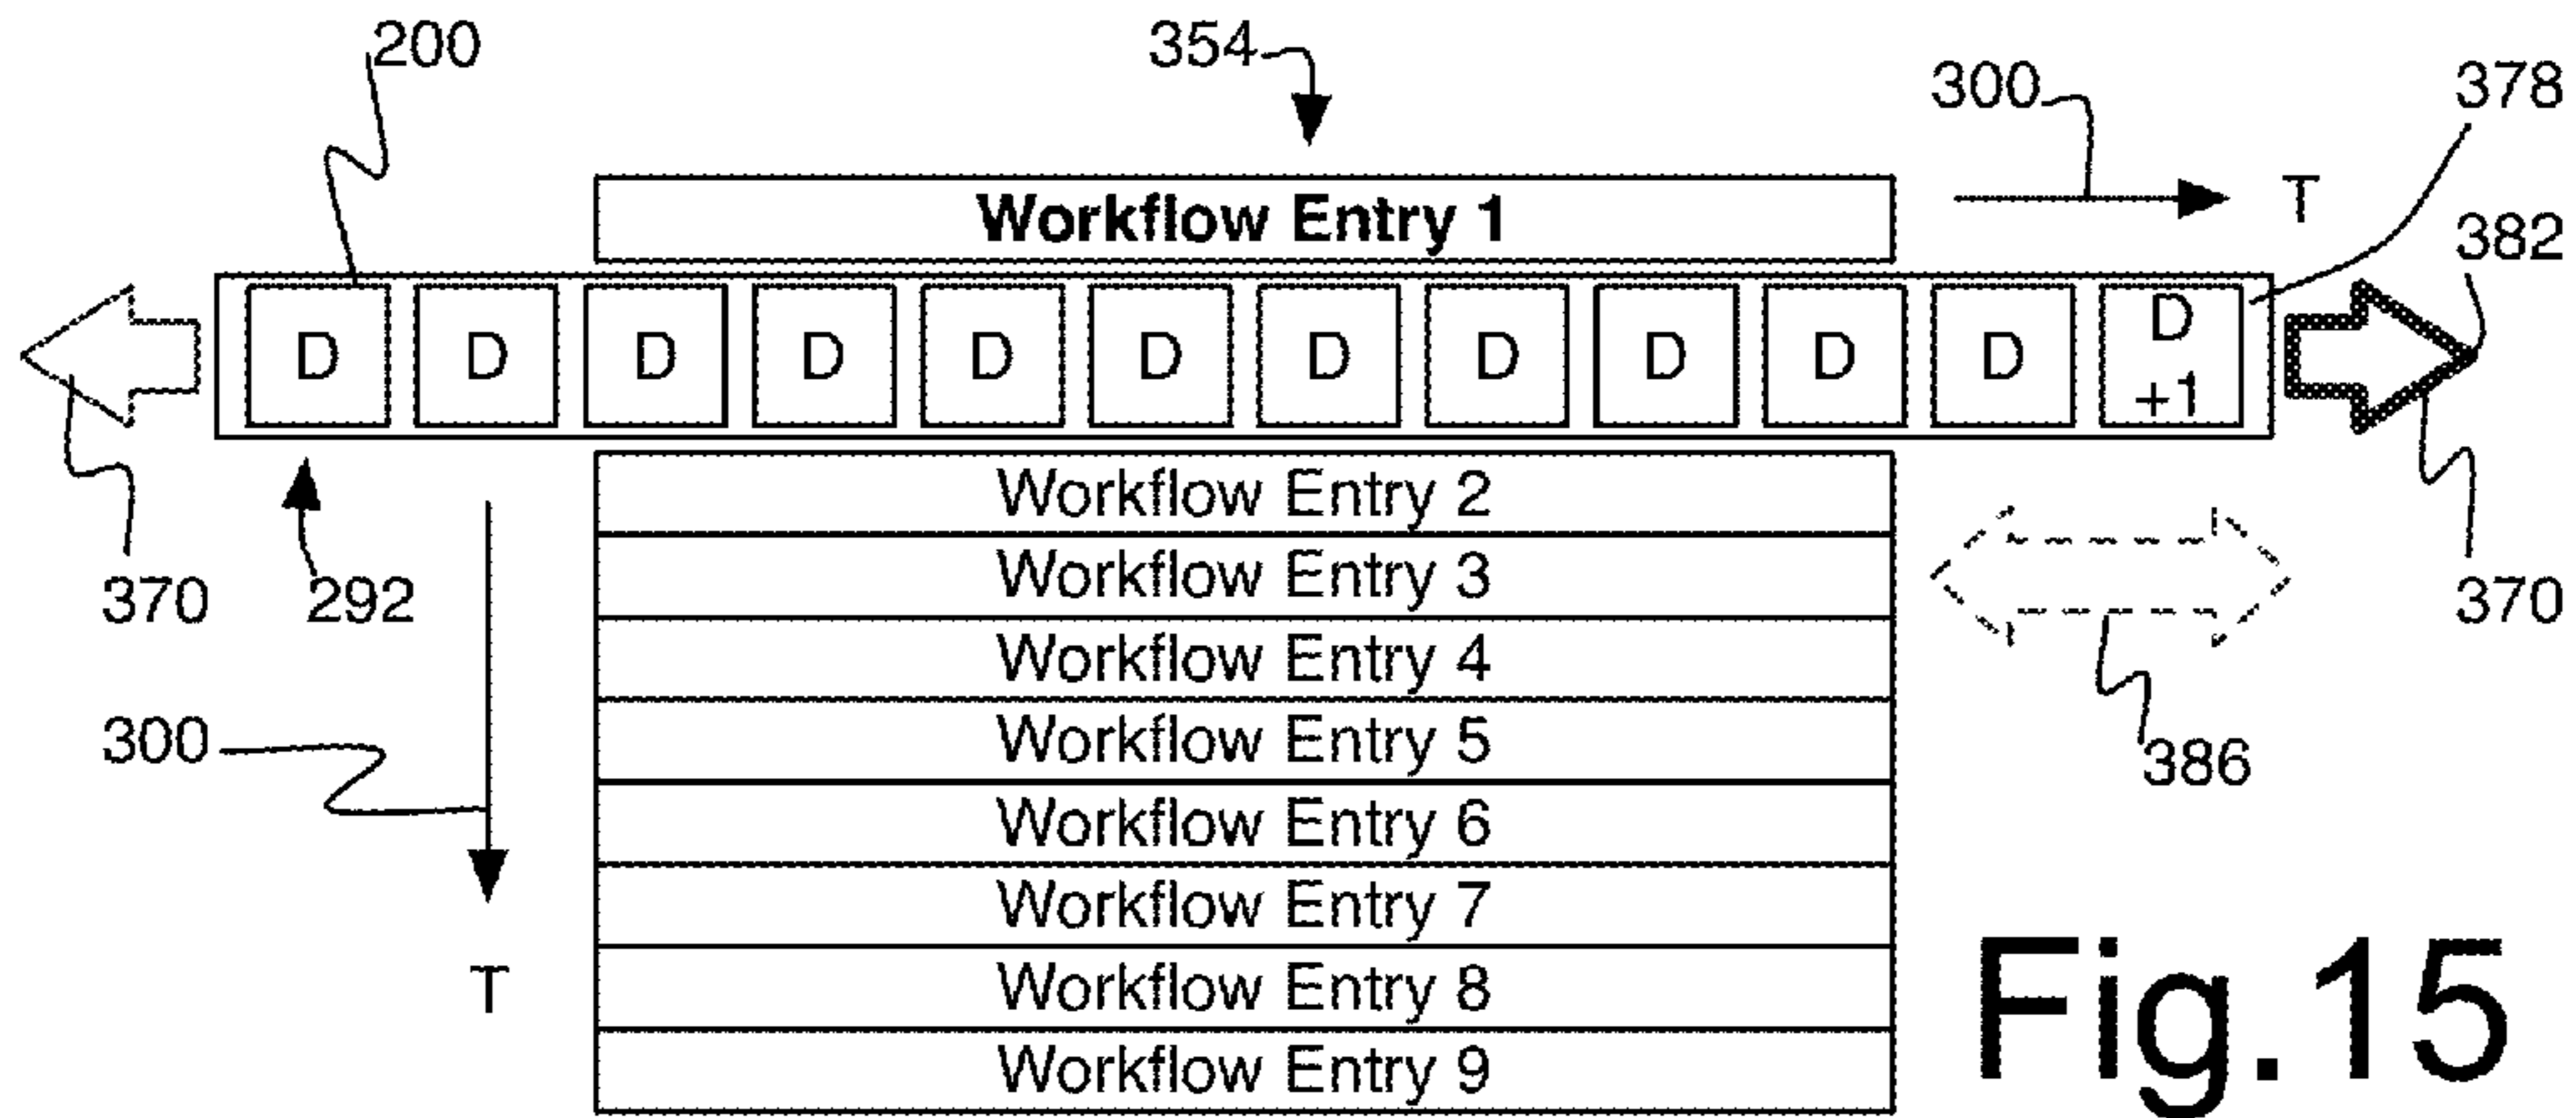 200
354
300
378
Workflow Entry 1
T
382
D D D D D D D D D D D D
+1
Workflow Entry 2
370
292
Workflow Entry 3
370
Workflow Entry 4
300
Workflow Entry 5
386
Workflow Entry 6
Workflow Entry 7
T
Workflow Entry 8
Workflow Entry 9
Fig.15